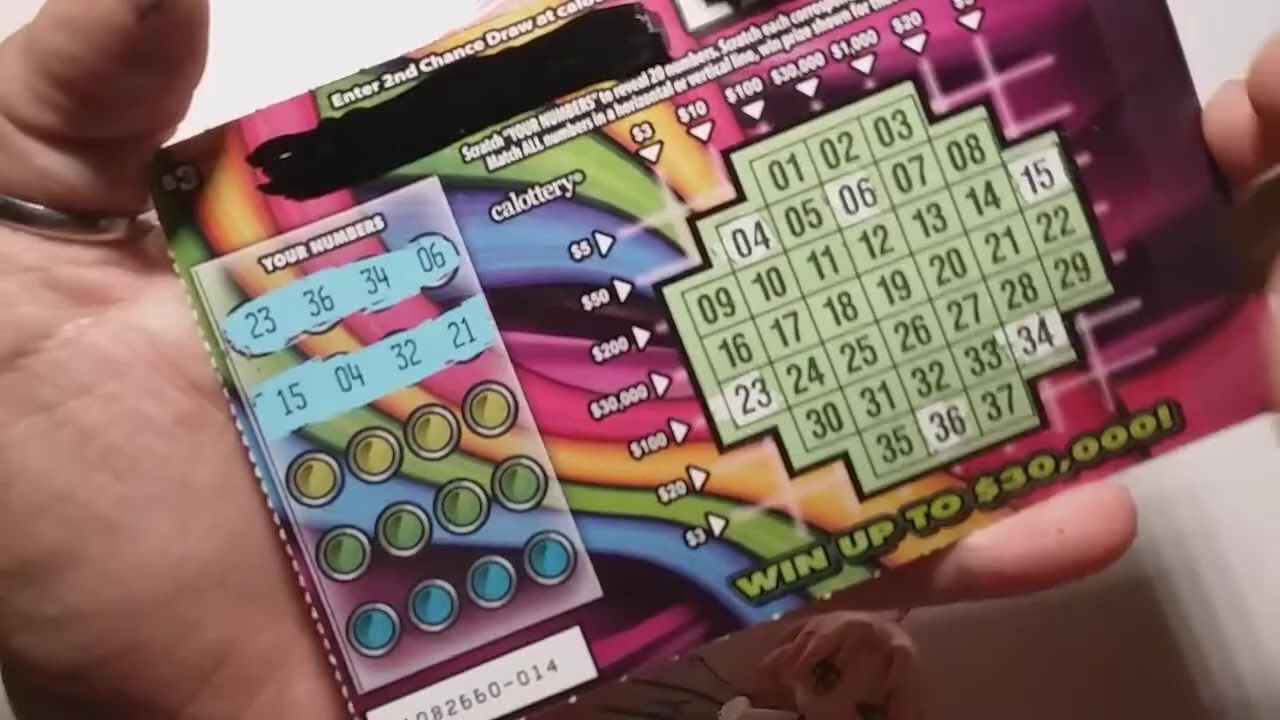 Enter 2nd Chance Draw at
Scratch "YOUR NUMBERS" to reveal 20 numbers. Scratch each
Match ALL numbers in a horizontal or vertical line, win prize shown for
$3
calottery®
YOUR NUMBERS
23 36 34 06
15 04 32 21
$3 $10 $100 $30,000 $1,000 $20
$5
$50
$200
$30,000
$100
$20
$3
01 02 03
04 05 06 07 08 15
09 10 11 12 13 14 22
16 17 18 19 20 21 29
23 24 25 26 27 28 34
30 31 32 33
35 36 37
WIN UP TO $30,000!
082660-014